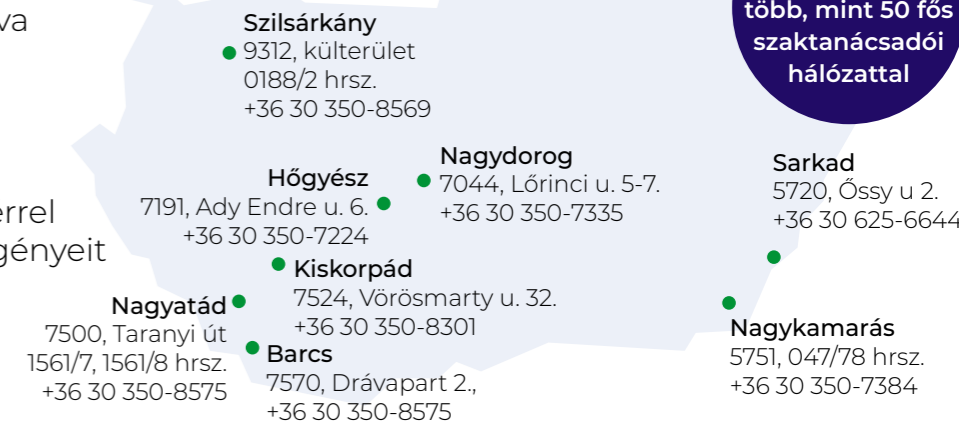 va
Szilsárkány
9312, külterület
0188/2 hrsz.
+36 30 350-8569
több, mint 50 fős
szaktanácsadói
hálózattal
errel
gényeit
Hőgyész
7191, Ady Endre u. 6.
+36 30 350-7224
Nagydorog
7044, Lőrinci u. 5-7.
+36 30 350-7335
Sarkad
5720, Őssy u 2.
+36 30 625-6644
Kiskorpád
7524, Vörösmarty u. 32.
+36 30 350-8301
Nagyatád
7500, Taranyi út
1561/7, 1561/8 hrsz.
+36 30 350-8575
Barcs
7570, Drávapart 2.,
+36 30 350-8575
Nagykamarás
5751, 047/78 hrsz.
+36 30 350-7384